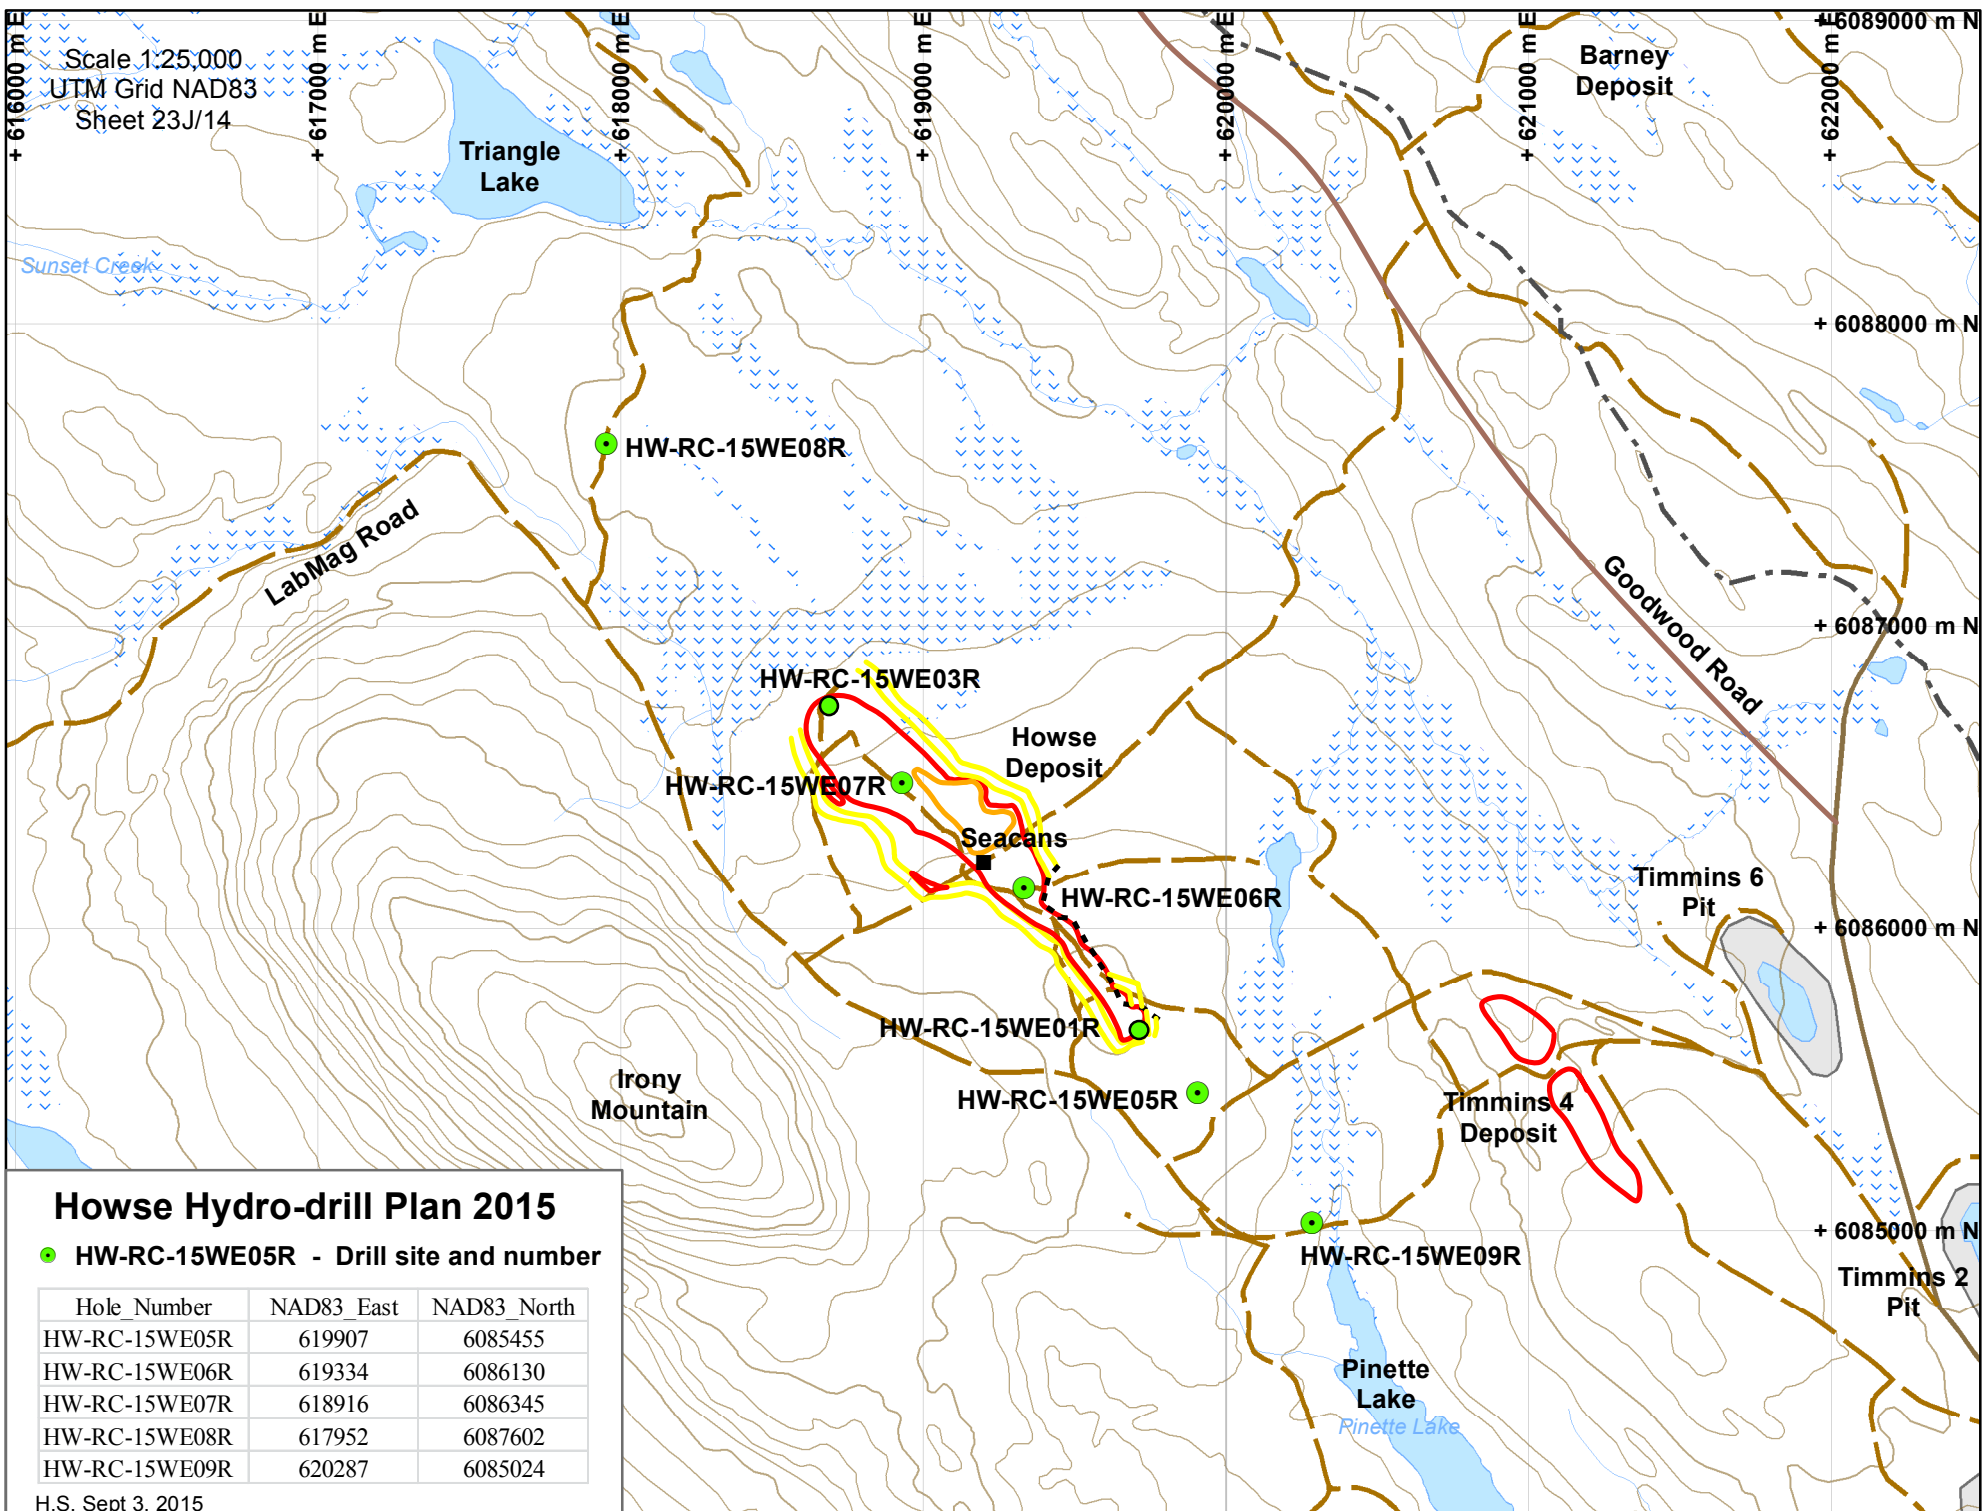 616000 m E
617000 m E
618000 m E
619000 m E
620000 m E
621000 m E
622000 m E
6089000 m N
Scale 1:25,000
UTM Grid NAD83
Sheet 23J/14
Barney
Deposit
Triangle
Lake
Sunset Creek
6088000 m N
HW-RC-15WE08R
LabMag Road
Goodwood Road
6087000 m N
HW-RC-15WE03R
Howse
Deposit
HW-RC-15WE07R
Seacans
HW-RC-15WE06R
Timmins 6
Pit
6086000 m N
HW-RC-15WE01R
Irony
Mountain
HW-RC-15WE05R
Timmins 4
Deposit
6085000 m N
HW-RC-15WE09R
Timmins 2
Pit
Pinette
Lake
Pinette Lake
Howse Hydro-drill Plan 2015
HW-RC-15WE05R - Drill site and number
Hole_Number NAD83_East NAD83_North
HW-RC-15WE05R 619907 6085455
HW-RC-15WE06R 619334 6086130
HW-RC-15WE07R 618916 6086345
HW-RC-15WE08R 617952 6087602
HW-RC-15WE09R 620287 6085024
H.S. Sept 3, 2015